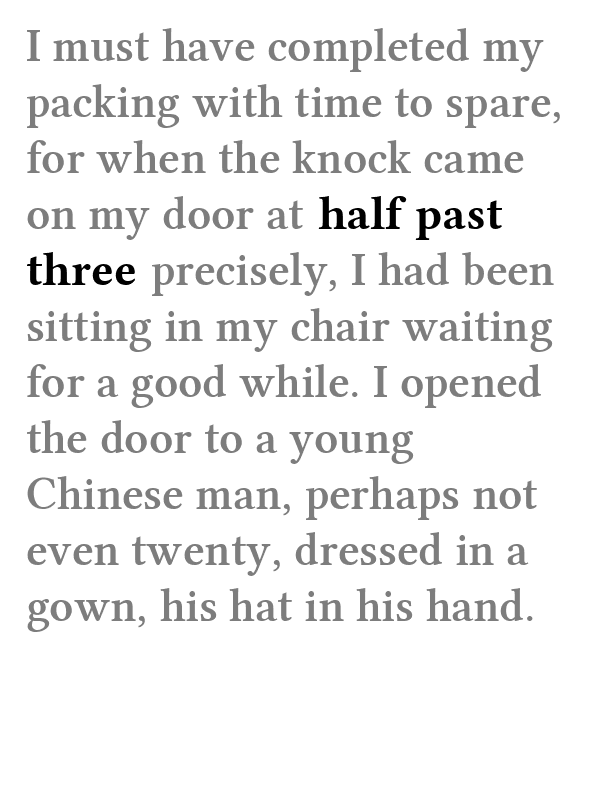 I must have completed my
packing with time to spare,
for when the knock came
on my door at half past
three precisely, I had been
sitting in my chair waiting
for a good while. I opened
the door to a young
Chinese man, perhaps not
even twenty, dressed in a
gown, his hat in his hand.